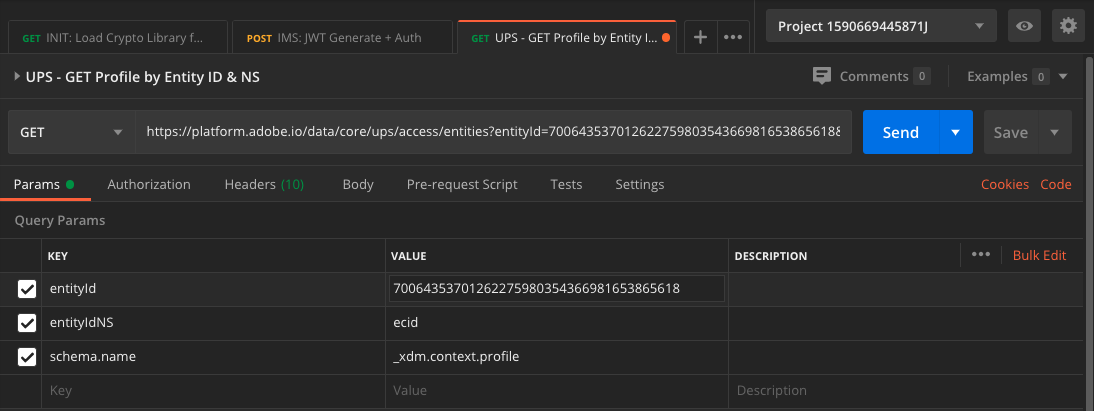 GET INIT: Load Crypto Library f...
POST IMS: JWT Generate + Auth
GET UPS - GET Profile by Entity I...
Project 1590669445871J
UPS - GET Profile by Entity ID & NS
Comments 0
Examples 0
GET
https://platform.adobe.io/data/core/ups/access/entities?entityId=70064353701262275980354366981653865618&
Send
Save
Params
Authorization
Headers (10)
Body
Pre-request Script
Tests
Settings
Cookies
Code
Query Params
KEY VALUE DESCRIPTION
Bulk Edit
entityId 70064353701262275980354366981653865618
entityIdNS ecid
schema.name _xdm.context.profile
Key Value Description